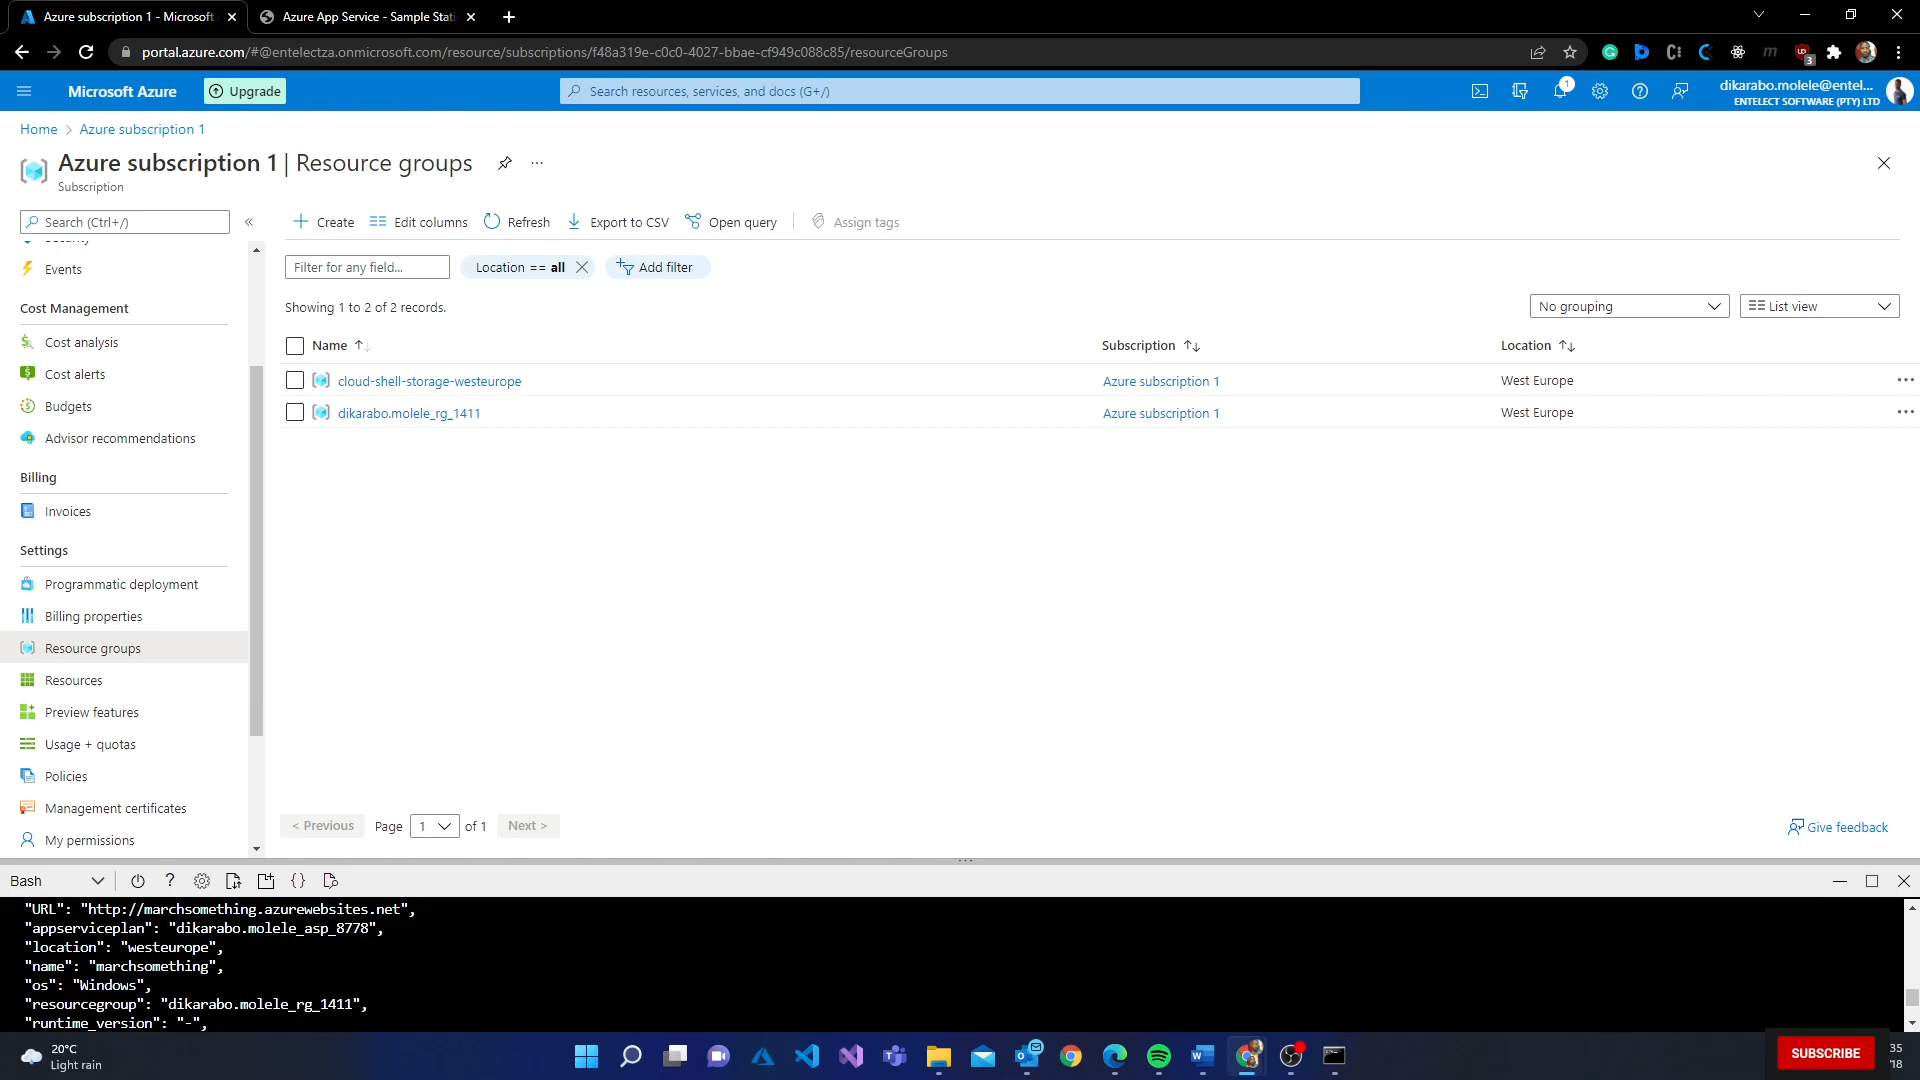 Azure subscription 1 - Microsoft
Azure App Service - Sample Stati
portal.azure.com/#@entelectza.onmicrosoft.com/resource/subscriptions/f48a319e-c0c0-4027-bbae-cf949c088c85/resourceGroups
3
Microsoft Azure
Upgrade
Search resources, services, and docs (G+/)
1
dikarabo.molele@entel...
ENTELECT SOFTWARE (PTY) LTD
Home > Azure subscription 1
Azure subscription 1 | Resource groups
...
Subscription
Search (Ctrl+/)
«
Create
Edit columns
Refresh
Export to CSV
Open query
Assign tags
Security
Events
Filter for any field...
Location == all
Add filter
Cost Management
Showing 1 to 2 of 2 records.
No grouping
List view
Cost analysis
Name
Subscription
Location
Cost alerts
cloud-shell-storage-westeurope
Azure subscription 1
West Europe
Budgets
dikarabo.molele_rg_1411
Azure subscription 1
West Europe
Advisor recommendations
Billing
Invoices
Settings
Programmatic deployment
Billing properties
Resource groups
Resources
Preview features
Usage + quotas
Policies
Management certificates
My permissions
< Previous
Page
1
of 1
Next >
Give feedback
Bash
?
{}
"URL": "http://marchsomething.azurewebsites.net",
"appserviceplan": "dikarabo.molele_asp_8778",
"location": "westeurope",
"name": "marchsomething",
"os": "Windows",
"resourcegroup": "dikarabo.molele_rg_1411",
"runtime_version": "-",
20°C
Light rain
SUBSCRIBE
35
'18